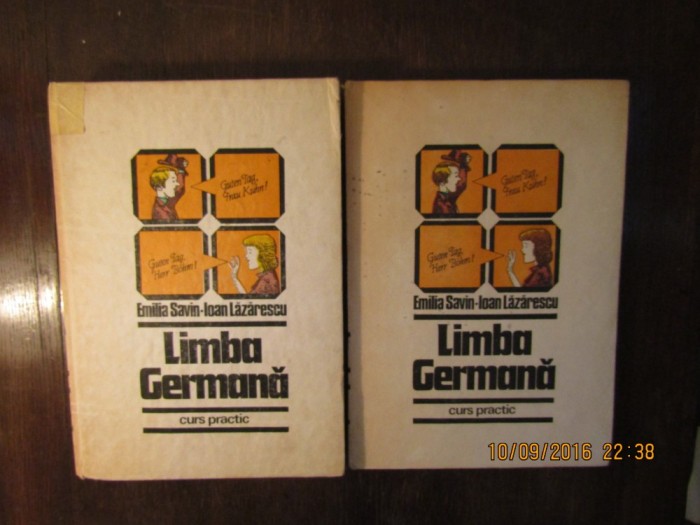 Guten Tag,
Frau Kuhn!
Guten Tag,
Herr Böhm!
Emilia Savin-Ioan Lăzărescu
Limba
Germană
curs practic
Guten Tag,
Frau Kuhn!
Guten Tag,
Herr Böhm!
Emilia Savin-Ioan Lăzărescu
Limba
Germană
curs practic
10/09/2016 22:38